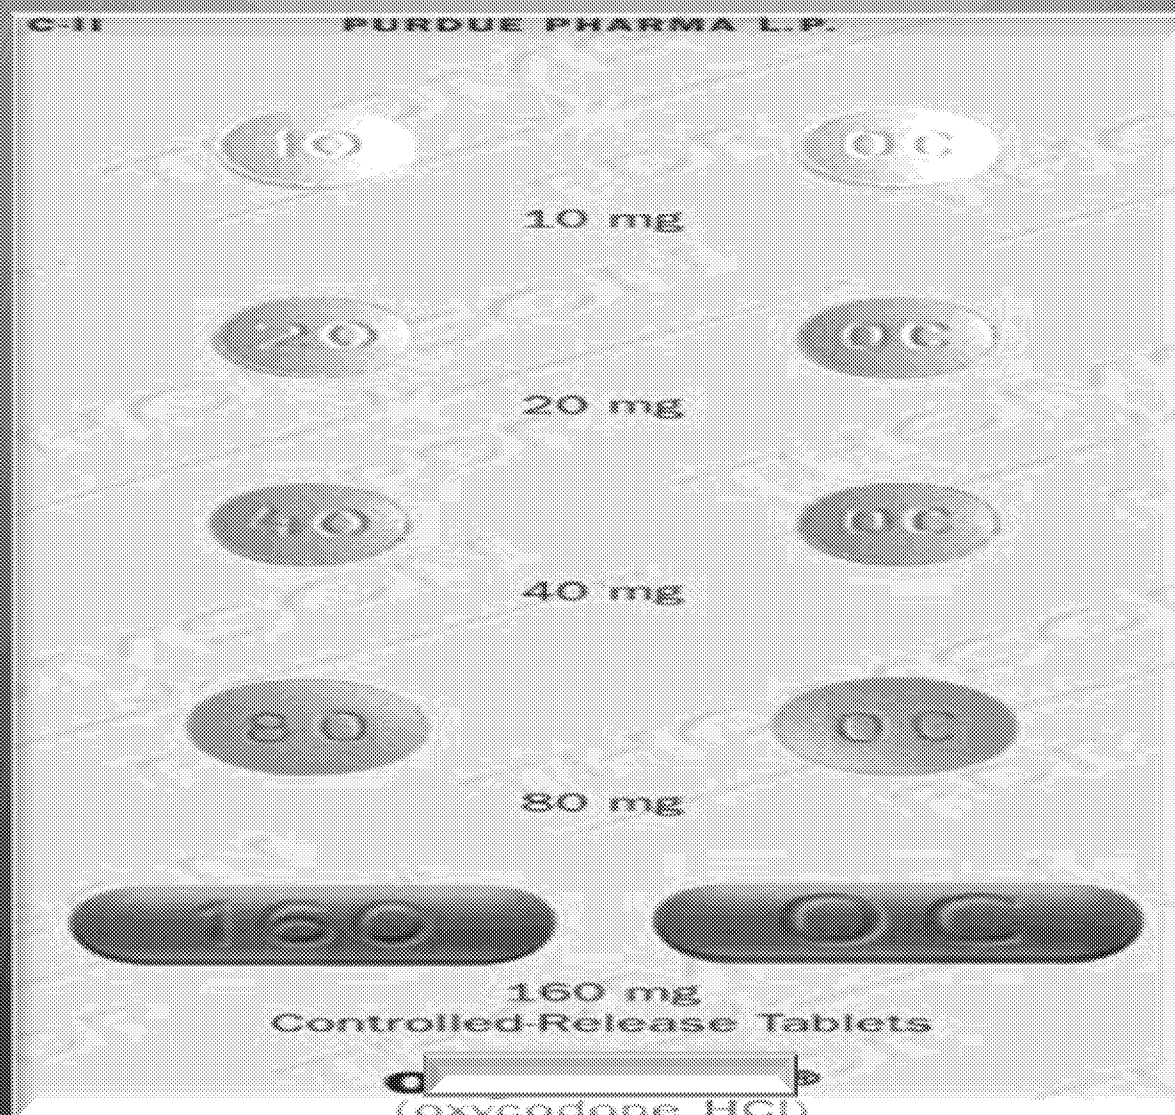 C-II PURDUE PHARMA L.P.
10 OC
10 mg
20 OC
20 mg
40 OC
40 mg
80 OC
80 mg
160 OC
160 mg
Controlled-Release Tablets
(oxycodone HCl)